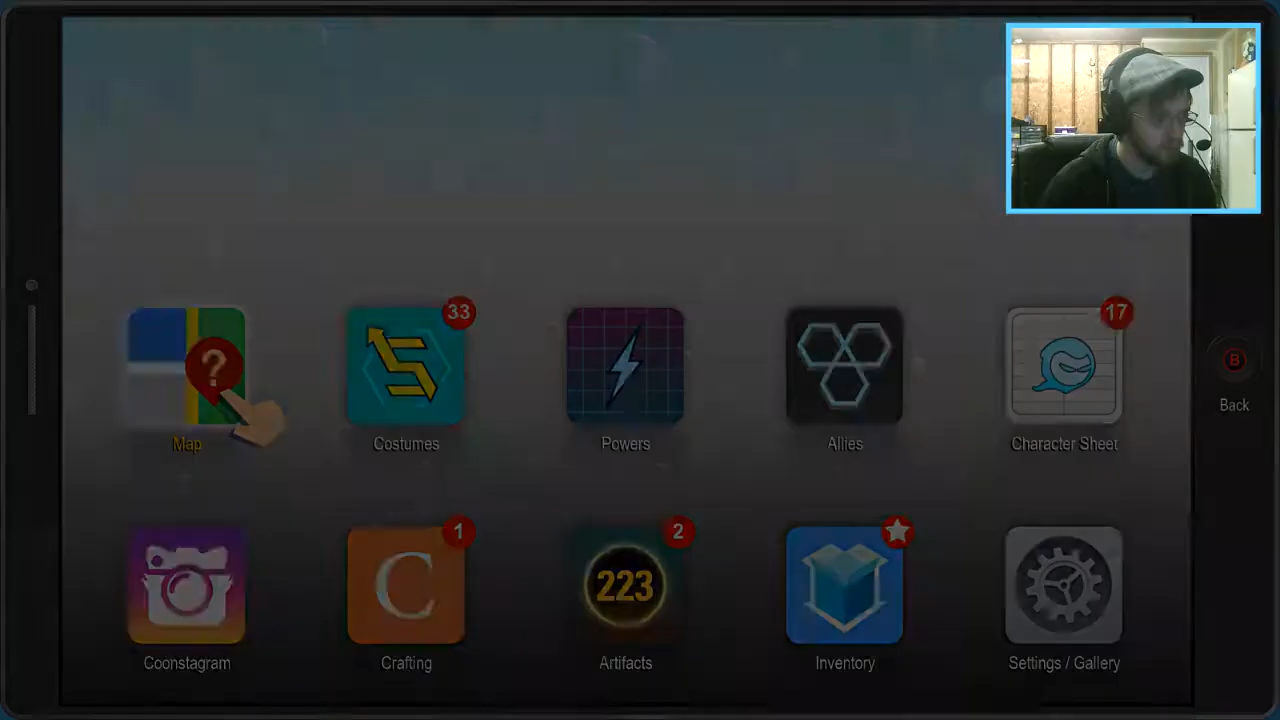 33
17
?
B
Map
Costumes
Powers
Allies
Character Sheet
Back
1
2
C
223
Coonstagram
Crafting
Artifacts
Inventory
Settings / Gallery